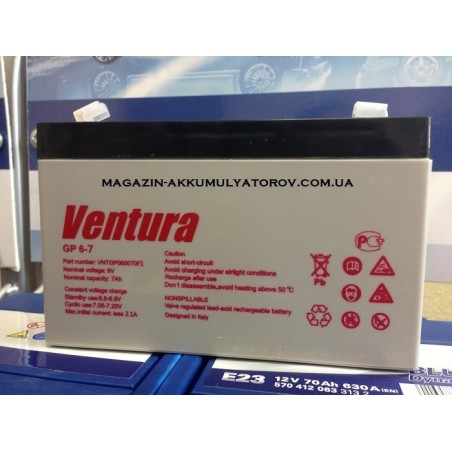 MAGAZIN-AKKUMULYATOROV.COM.UA
Ventura
GP 6-7
Part number: VNTGP060070F1
Nominal voltage: 6V
Nominal capacity: 7Ah
Constant voltage charge
Standby use:6.8-6.9V
Cyclic use:7.05-7.20V
Max.initial current: less 2.1A
Caution
Avoid short-circuit
Avoid charging under airtight conditions
Recharge after use
Don't disassemble,avoid heating above 50 °C
NONSPILLABLE
Valve regulated lead-acid rechargeable battery
Pb
E23 12V 70Ah 630A (EN)
570 412 063 313 2
BLUE
Dynamic